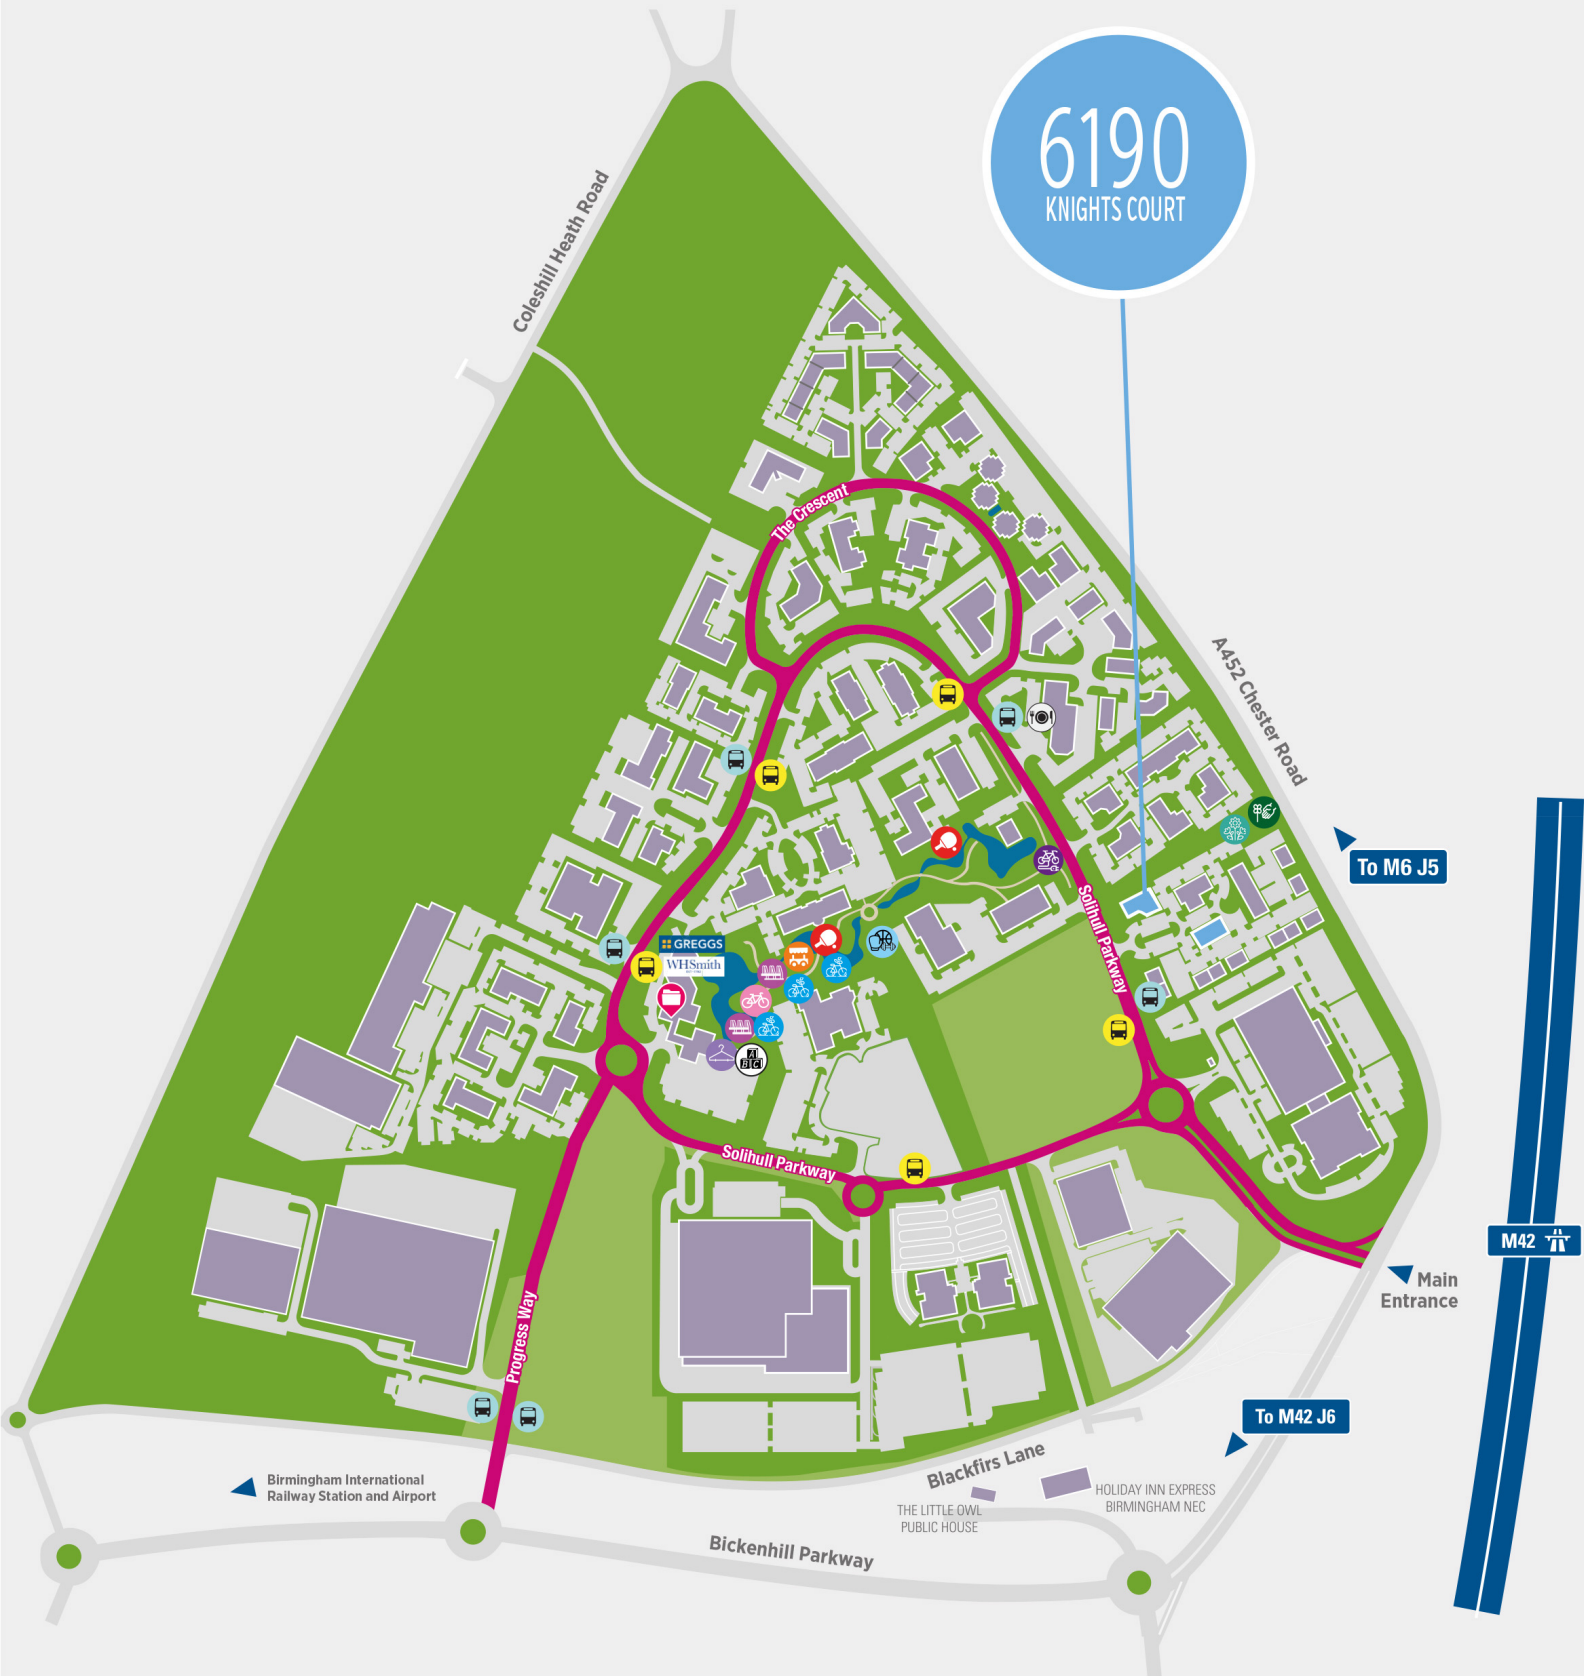 6190
KNIGHTS COURT
Coleshill Heath Road
The Crescent
A452 Chester Road
To M6 J5
Solihull Parkway
GREGGS
WHSmith
A
B C
Solihull Parkway
M42
Main
Entrance
Progress Way
To M42 J6
Blackfirs Lane
Birmingham International
Railway Station and Airport
HOLIDAY INN EXPRESS
BIRMINGHAM NEC
THE LITTLE OWL
PUBLIC HOUSE
Bickenhill Parkway